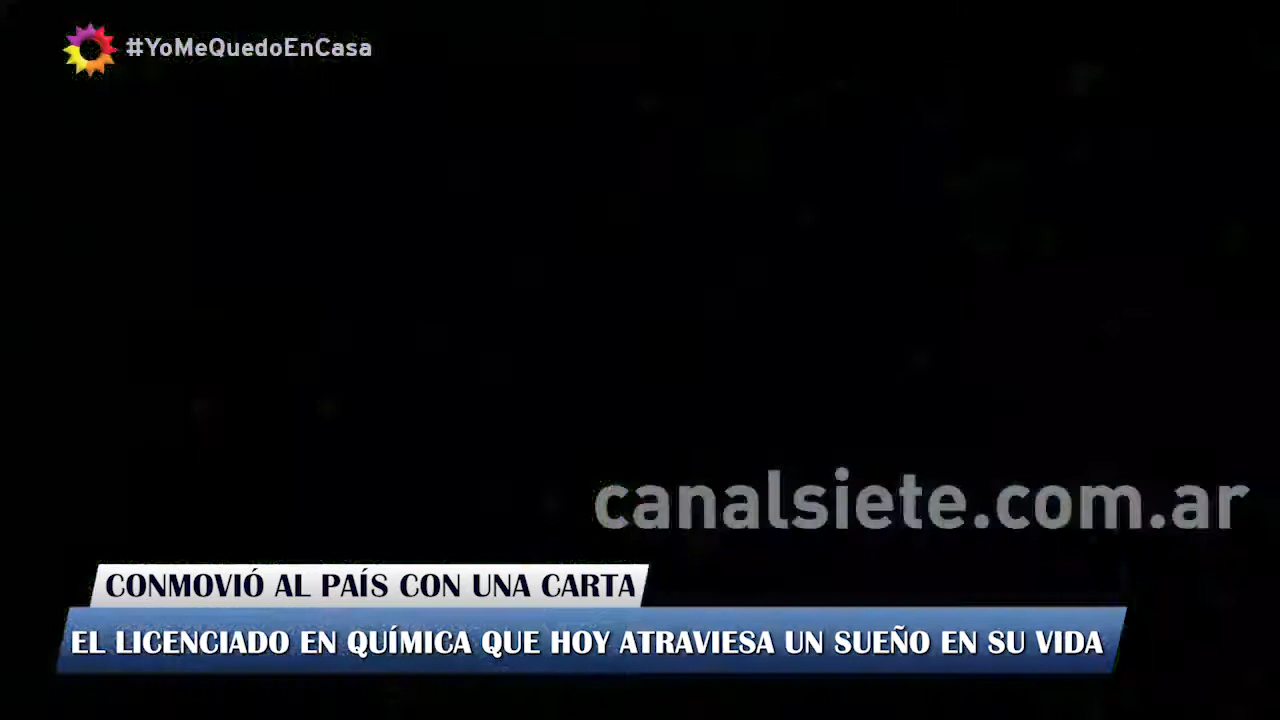 #YoMeQuedoEnCasa
canalsiete.com.ar
CONMOVIÓ AL PAÍS CON UNA CARTA
EL LICENCIADO EN QUÍMICA QUE HOY ATRAVIESA UN SUEÑO EN SU VIDA